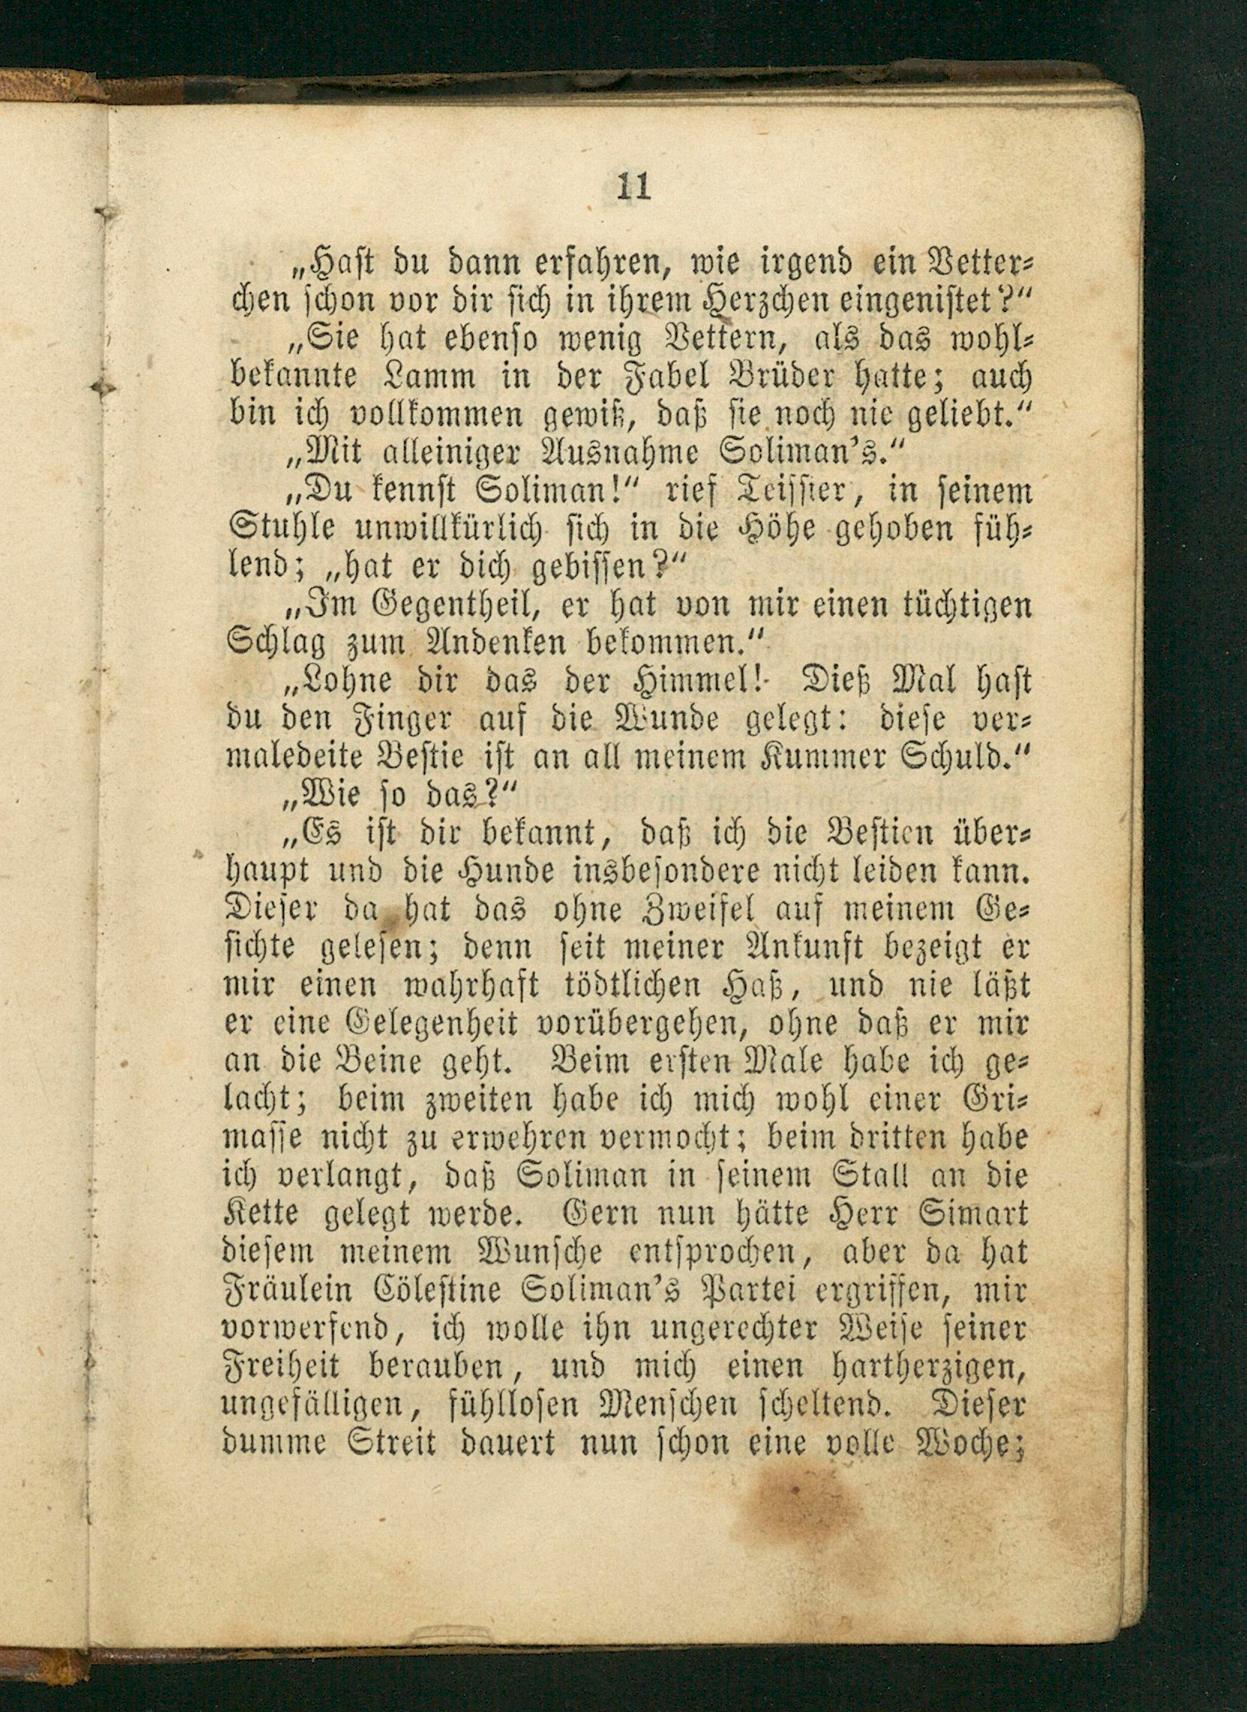 11
„Hast du dann erfahren, wie irgend ein Vetter-
chen schon vor dir sich in ihrem Herzchen eingenistet?“
„Sie hat ebenso wenig Vettern, als das wohl-
bekannte Lamm in der Fabel Brüder hatte; auch
bin ich vollkommen gewiß, daß sie noch nie geliebt.“
„Mit alleiniger Ausnahme Soliman's.“
„Du kennst Soliman!“ rief Teissier, in seinem
Stuhle unwillkürlich sich in die Höhe gehoben füh-
lend; „hat er dich gebissen?“
„Im Gegentheil, er hat von mir einen tüchtigen
Schlag zum Andenken bekommen.“
„Lohne dir das der Himmel! Dieß Mal hast
du den Finger auf die Wunde gelegt: diese ver-
maledeite Bestie ist an all meinem Kummer Schuld.“
„Wie so das?“
„Es ist dir bekannt, daß ich die Bestien über-
haupt und die Hunde insbesondere nicht leiden kann.
Dieser da hat das ohne Zweifel auf meinem Ge-
sichte gelesen; denn seit meiner Ankunft bezeigt er
mir einen wahrhaft tödtlichen Haß, und nie läßt
er eine Gelegenheit vorübergehen, ohne daß er mir
an die Beine geht. Beim ersten Male habe ich ge-
lacht; beim zweiten habe ich mich wohl einer Gri-
masse nicht zu erwehren vermocht; beim dritten habe
ich verlangt, daß Soliman in seinem Stall an die
Kette gelegt werde. Gern nun hätte Herr Simart
diesem meinem Wunsche entsprochen, aber da hat
Fräulein Cölestine Soliman's Partei ergriffen, mir
vorwerfend, ich wolle ihn ungerechter Weise seiner
Freiheit berauben, und mich einen hartherzigen,
ungefälligen, fühllosen Menschen scheltend. Dieser
dumme Streit dauert nun schon eine volle Woche;